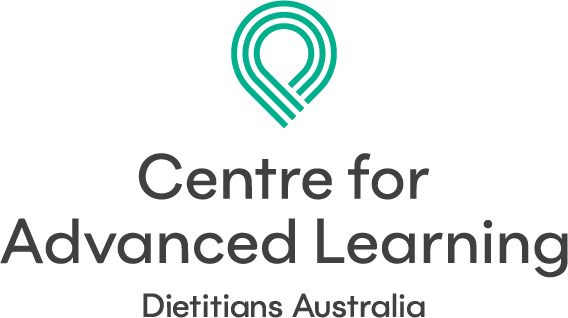 Centre for
Advanced Learning
Dietitians Australia